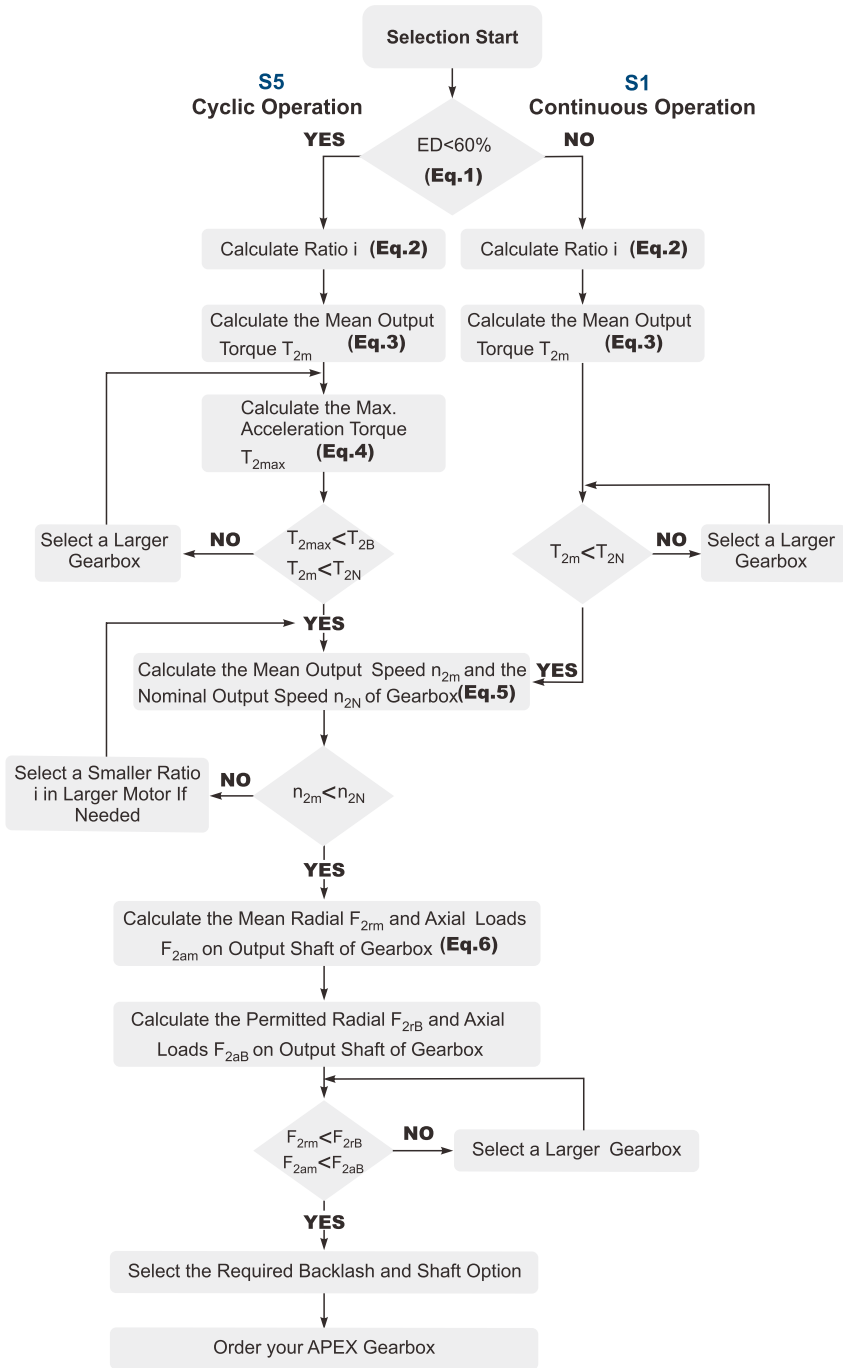 Selection Start
S5
Cyclic Operation
S1
Continuous Operation
YES
NO
ED<60%
(Eq.1)
Calculate Ratio i (Eq.2)
Calculate Ratio i (Eq.2)
Calculate the Mean Output
Torque T2m (Eq.3)
Calculate the Mean Output
Torque T2m (Eq.3)
Calculate the Max.
Acceleration Torque
T2max (Eq.4)
Select a Larger
Gearbox
NO
T2max<T2B
T2m<T2N
T2m<T2N
NO
Select a Larger
Gearbox
YES
Calculate the Mean Output Speed n2m and the
Nominal Output Speed n2N of Gearbox(Eq.5)
YES
Select a Smaller Ratio
i in Larger Motor If
Needed
NO
n2m<n2N
YES
Calculate the Mean Radial F2rm and Axial Loads
F2am on Output Shaft of Gearbox (Eq.6)
Calculate the Permitted Radial F2rB and Axial
Loads F2aB on Output Shaft of Gearbox
F2rm<F2rB
F2am<F2aB
NO
Select a Larger Gearbox
YES
Select the Required Backlash and Shaft Option
Order your APEX Gearbox